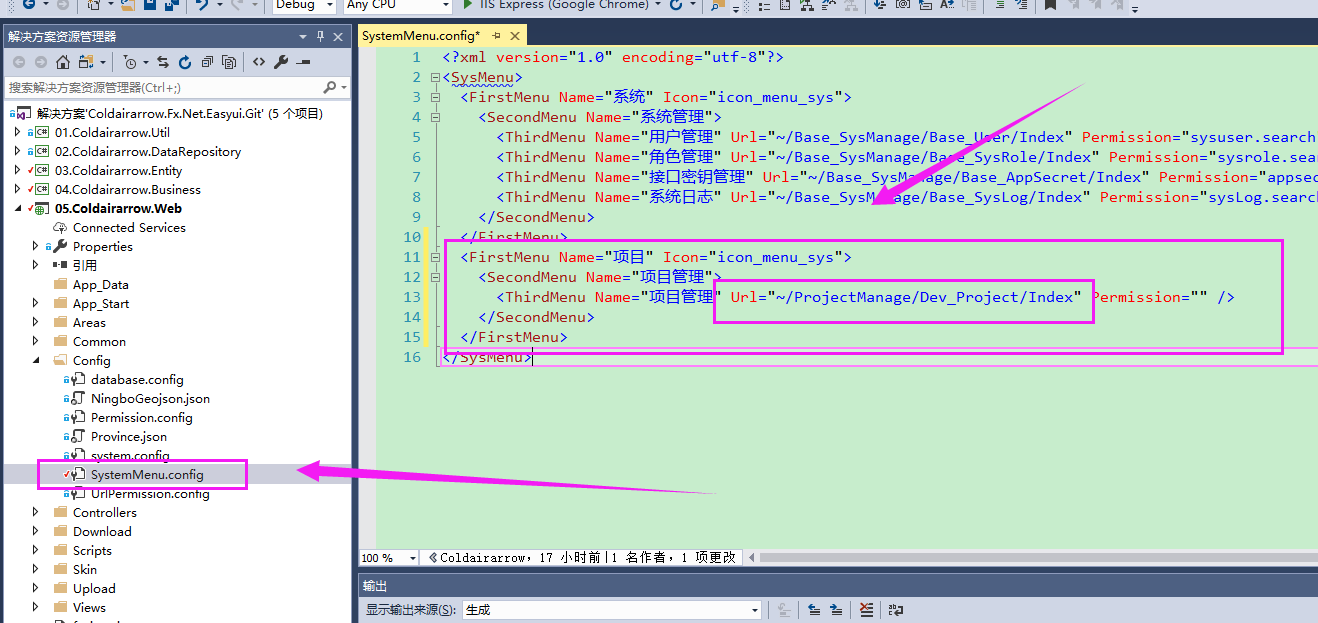 Debug Any CPU IIS Express (Google Chrome)
解决方案资源管理器
搜索解决方案资源管理器(Ctrl+;)
解决方案'Coldairarrow.Fx.Net.Easyui.Git' (5 个项目)
01.Coldairarrow.Util
02.Coldairarrow.DataRepository
03.Coldairarrow.Entity
04.Coldairarrow.Business
05.Coldairarrow.Web
Connected Services
Properties
引用
App_Data
App_Start
Areas
Common
Config
database.config
NingboGeojson.json
Permission.config
Province.json
system.config
SystemMenu.config
UrlPermission.config
Controllers
Download
Scripts
Skin
Upload
Views
SystemMenu.config*
1 <?xml version="1.0" encoding="utf-8"?>
2 <SysMenu>
3 <FirstMenu Name="系统" Icon="icon_menu_sys">
4 <SecondMenu Name="系统管理">
5 <ThirdMenu Name="用户管理" Url="~/Base_SysManage/Base_User/Index" Permission="sysuser.search
6 <ThirdMenu Name="角色管理" Url="~/Base_SysManage/Base_SysRole/Index" Permission="sysrole.sea
7 <ThirdMenu Name="接口密钥管理" Url="~/Base_SysManage/Base_AppSecret/Index" Permission="appsec
8 <ThirdMenu Name="系统日志" Url="~/Base_SysManage/Base_SysLog/Index" Permission="sysLog.search
9 </SecondMenu>
10 </FirstMenu>
11 <FirstMenu Name="项目" Icon="icon_menu_sys">
12 <SecondMenu Name="项目管理">
13 <ThirdMenu Name="项目管理" Url="~/ProjectManage/Dev_Project/Index" Permission="" />
14 </SecondMenu>
15 </FirstMenu>
16 </SysMenu>
100 % Coldairarrow，17 小时前|1 名作者，1 项更改
输出
显示输出来源(S): 生成